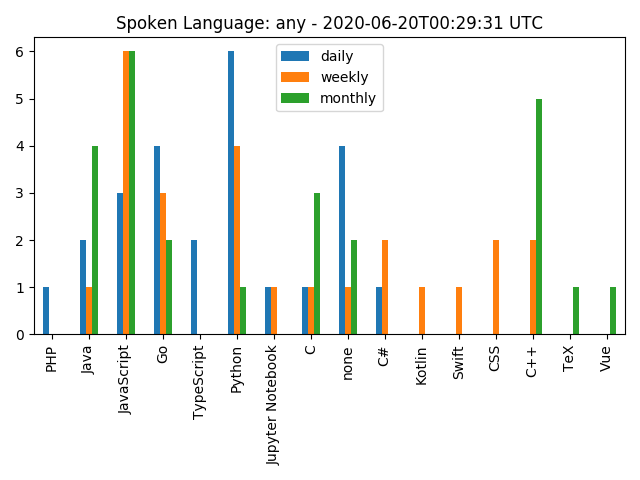 Spoken Language: any - 2020-06-20T00:29:31 UTC
daily
weekly
monthly
6
5
4
3
2
1
0
PHP
Java
JavaScript
Go
TypeScript
Python
Jupyter Notebook
C
none
C#
Kotlin
Swift
CSS
C++
TeX
Vue